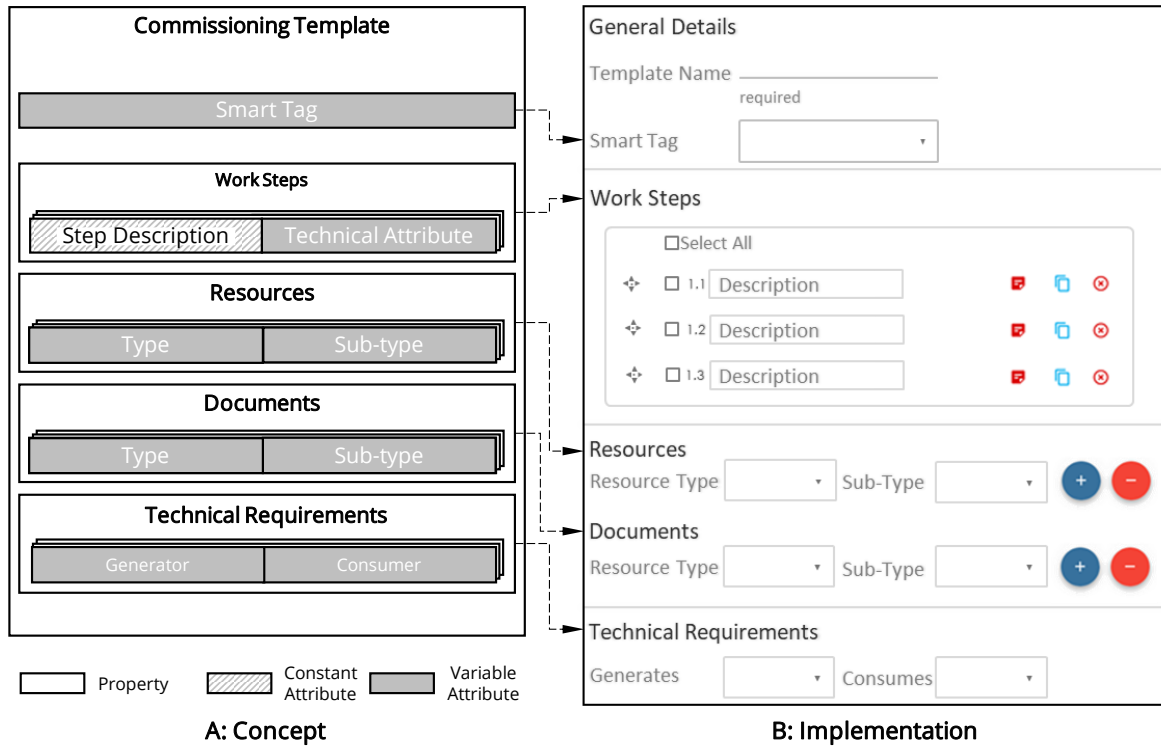 Commissioning Template
Smart Tag
Work Steps
Step Description
Technical Attribute
Resources
Type
Sub-type
Documents
Type
Sub-type
Technical Requirements
Generator
Consumer
Property
Constant
Attribute
Variable
Attribute
A: Concept
General Details
Template Name
required
Smart Tag
Work Steps
Select All
1.1 Description
1.2 Description
1.3 Description
Resources
Resource Type
Sub-Type
+
−
Documents
Resource Type
Sub-Type
+
−
Technical Requirements
Generates
Consumes
B: Implementation